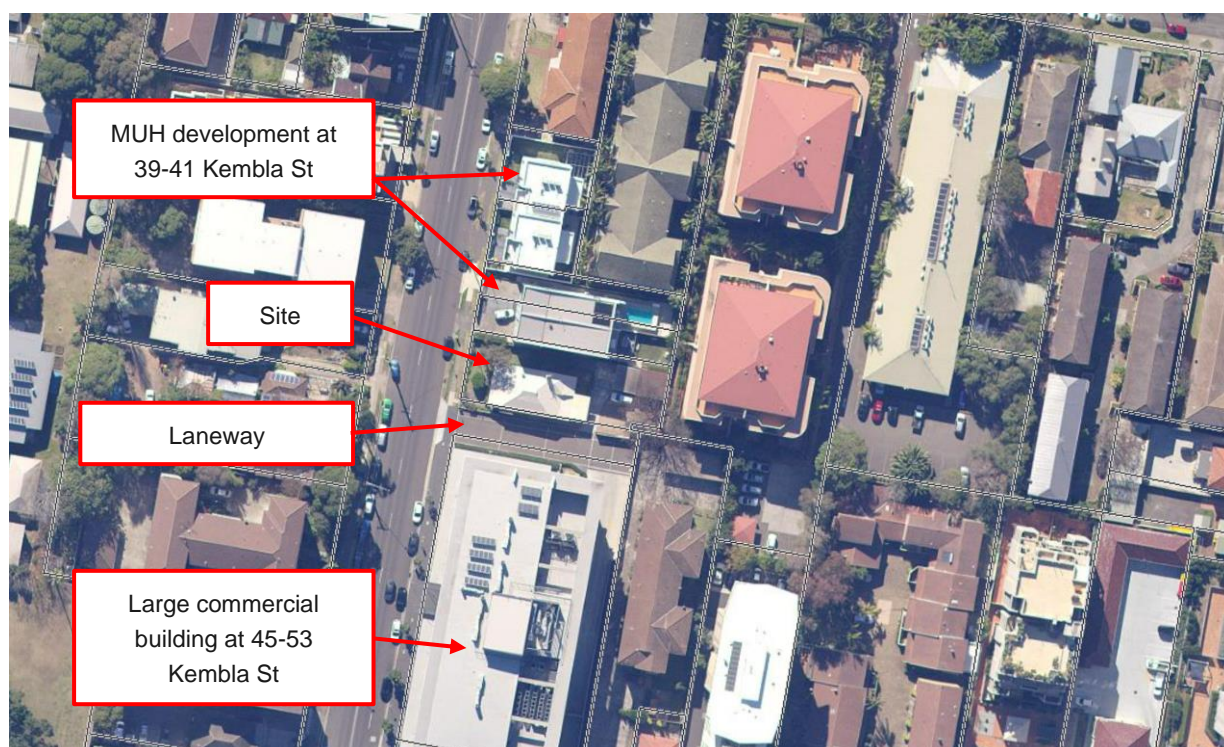 MUH development at
39-41 Kembla St
Site
Laneway
Large commercial
building at 45-53
Kembla St